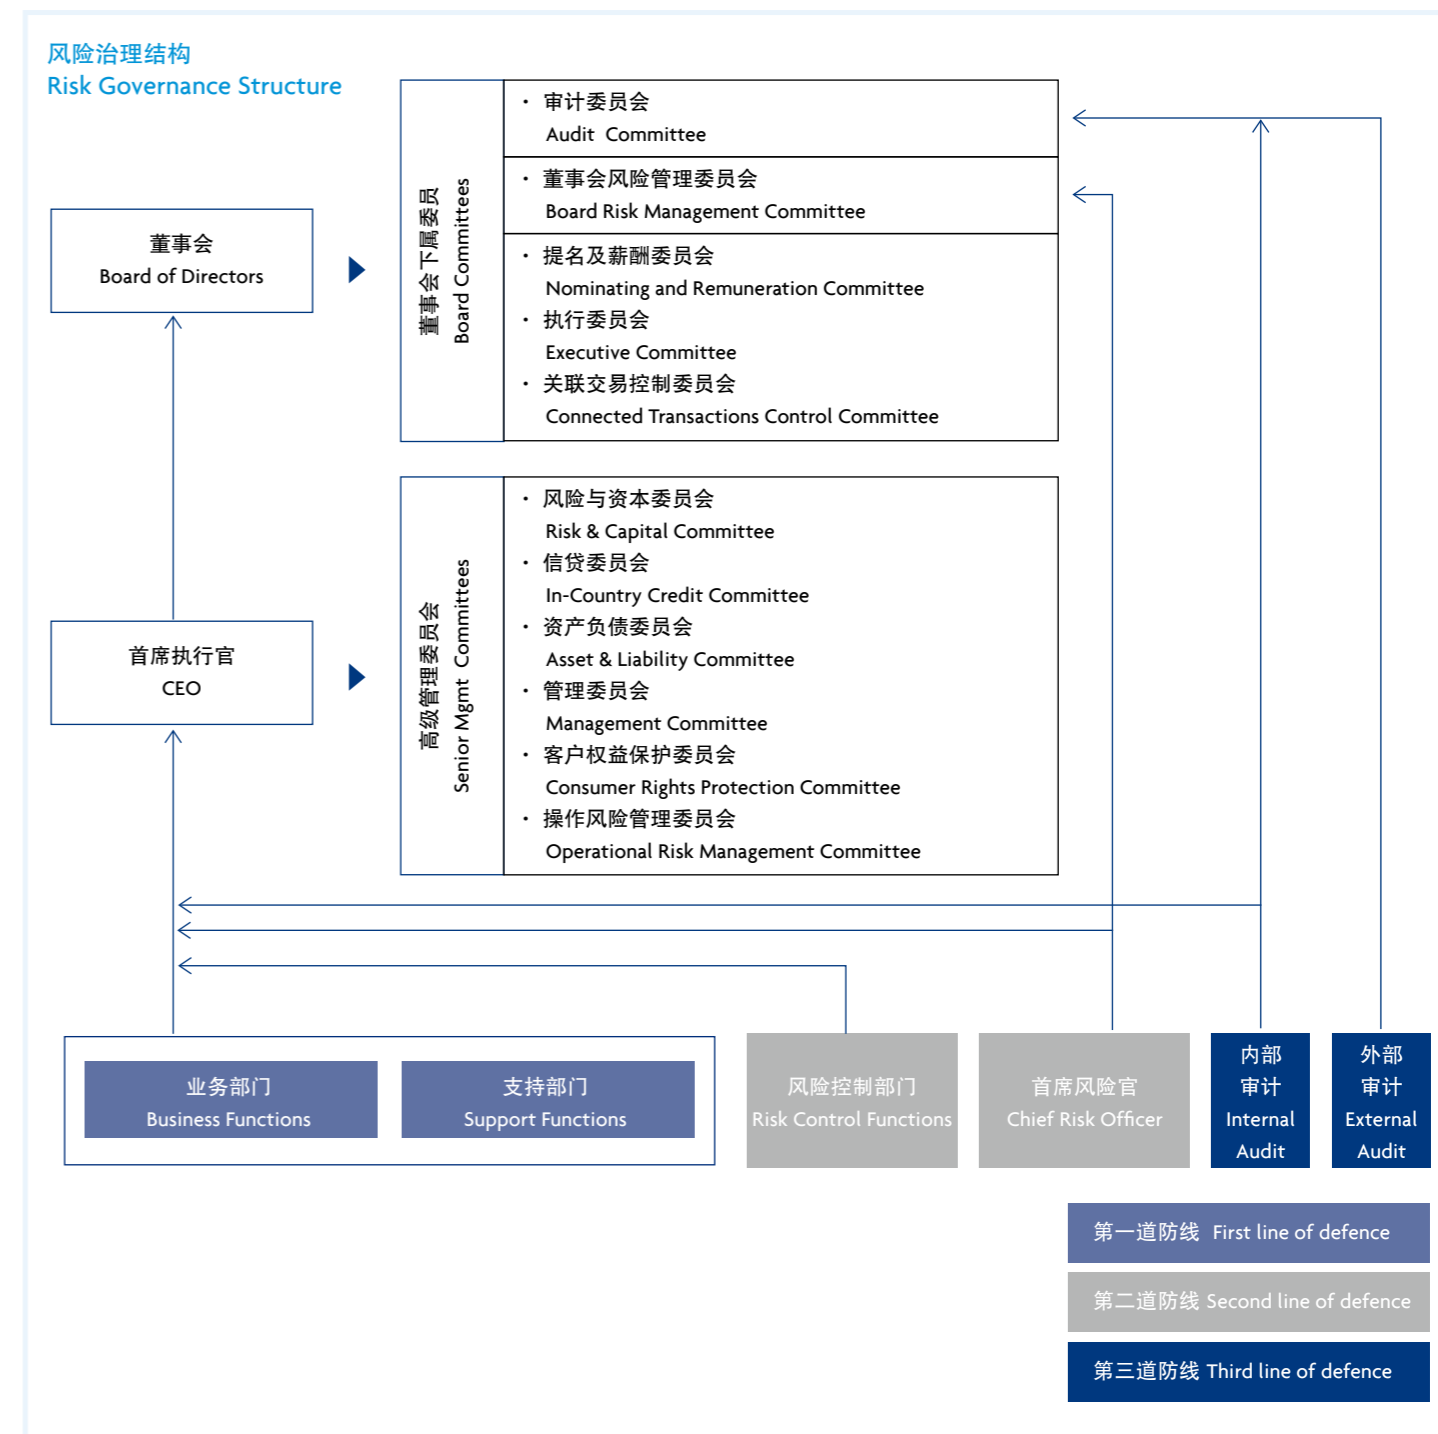 风险治理结构
Risk Governance Structure
董事会
Board of Directors
董事会下属委员
Board Committees
· 审计委员会
Audit Committee
· 董事会风险管理委员会
Board Risk Management Committee
· 提名及薪酬委员会
Nominating and Remuneration Committee
· 执行委员会
Executive Committee
· 关联交易控制委员会
Connected Transactions Control Committee
首席执行官
CEO
高级管理委员会
Senior Mgmt Committees
· 风险与资本委员会
Risk & Capital Committee
· 信贷委员会
In-Country Credit Committee
· 资产负债委员会
Asset & Liability Committee
· 管理委员会
Management Committee
· 客户权益保护委员会
Consumer Rights Protection Committee
· 操作风险管理委员会
Operational Risk Management Committee
业务部门
Business Functions
支持部门
Support Functions
风险控制部门
Risk Control Functions
首席风险官
Chief Risk Officer
内部
审计
Internal
Audit
外部
审计
External
Audit
第一道防线 First line of defence
第二道防线 Second line of defence
第三道防线 Third line of defence